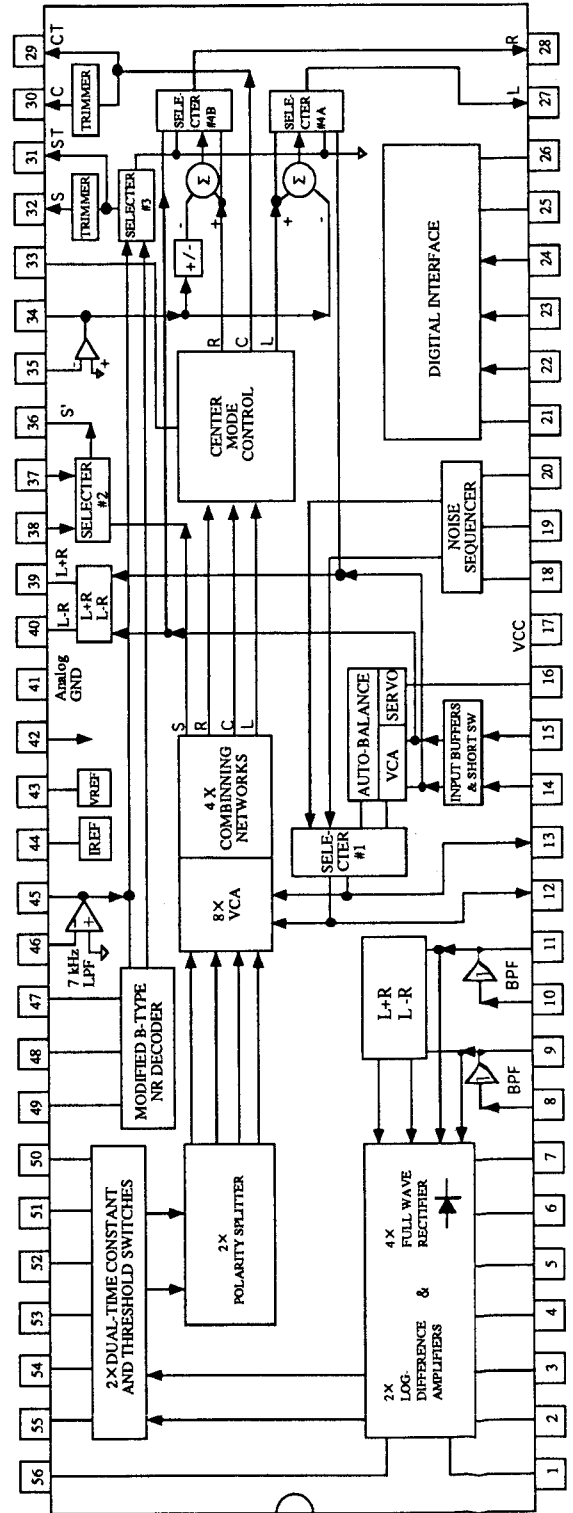 29
30
31
32
33
34
35
36
37
38
39
40
41
42
43
44
45
46
47
48
49
50
51
52
53
54
55
56
CT
C
ST
S
S'
L+R
L-R
Analog
GND
TRIMMER
TRIMMER
SELECTER
#3
SELE-
CTER
#4B
SELE-
CTER
#4A
Σ
Σ
-
+
+
-
+/-
-
+
R
L
SELECTER
#2
L+R
L-R
VREF
IREF
-
+
7 kHz
LPF
MODIFIED B-TYPE
NR DECODER
2×DUAL-TIME CONSTANT
AND THRESHOLD SWITCHES
R
C
L
CENTER
MODE
CONTROL
S
R
C
L
4 X
COMBINNING
NETWORKS
8×
VCA
2×
POLARITY SPLITTER
DIGITAL INTERFACE
NOISE
SEQUENCER
VCC
AUTO-BALANCE
VCA
SERVO
INPUT BUFFERS
& SHORT SW
SELE-
CTER
#1
L+R
L-R
BPF
BPF
4×
FULL WAVE
RECTIFIER
&
2×
LOG-
DIFFERENCE
AMPLIFIERS
28
27
26
25
24
23
22
21
20
19
18
17
16
15
14
13
12
11
10
9
8
7
6
5
4
3
2
1